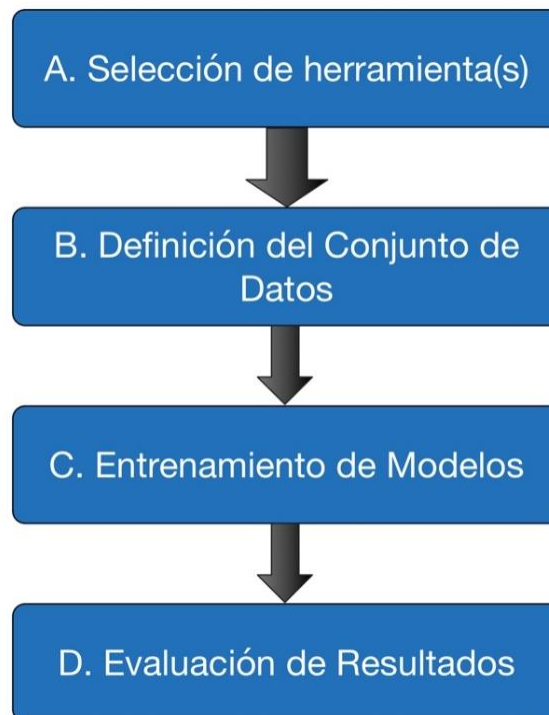 A. Selección de herramienta(s)
B. Definición del Conjunto de
Datos
C. Entrenamiento de Modelos
D. Evaluación de Resultados